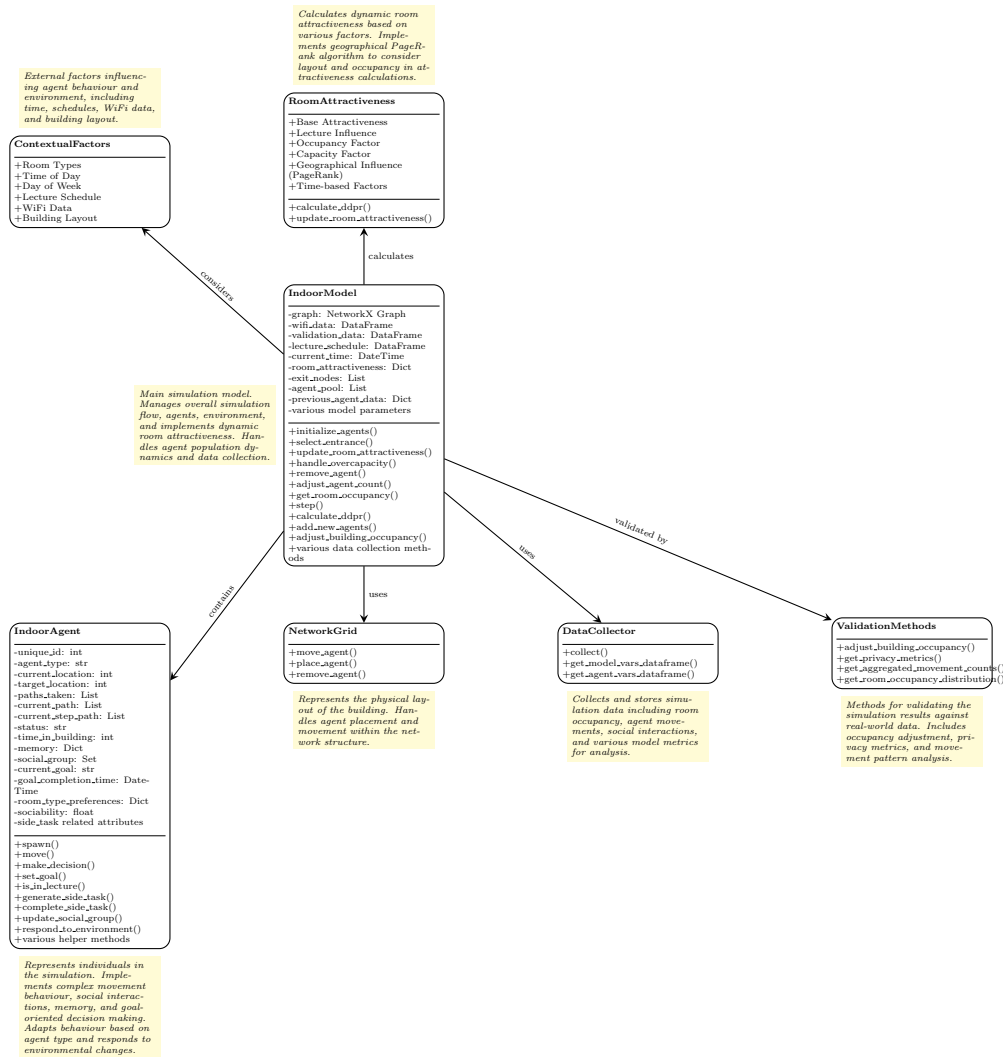 Calculates dynamic room
attractiveness based on
various factors. Imple-
ments geographical PageR-
ank algorithm to consider
layout and occupancy in at-
tractiveness calculations.
External factors influenc-
ing agent behaviour and
environment, including
time, schedules, WiFi data,
and building layout.
RoomAttractiveness
+Base Attractiveness
+Lecture Influence
+Occupancy Factor
+Capacity Factor
+Geographical Influence
(PageRank)
+Time-based Factors
+calculate_ddpr()
+update_room_attractiveness()
ContextualFactors
+Room Types
+Time of Day
+Day of Week
+Lecture Schedule
+WiFi Data
+Building Layout
considers
calculates
IndoorModel
-graph: NetworkX Graph
-wifi_data: DataFrame
-validation_data: DataFrame
-lecture_schedule: DataFrame
-current_time: DateTime
-room_attractiveness: Dict
-exit_nodes: List
-agent_pool: List
-previous_agent_data: Dict
-various model parameters
+initialize_agents()
+select_entrance()
+update_room_attractiveness()
+handle_overcapacity()
+remove_agent()
+adjust_agent_count()
+get_room_occupancy()
+step()
+calculate_ddpr()
+add_new_agents()
+adjust_building_occupancy()
+various data collection meth-
ods
Main simulation model.
Manages overall simulation
flow, agents, environment,
and implements dynamic
room attractiveness. Han-
dles agent population dy-
namics and data collection.
contains
uses
uses
validated by
IndoorAgent
-unique_id: int
-agent_type: str
-current_location: int
-target_location: int
-paths_taken: List
-current_path: List
-current_step_path: List
-status: str
-time_in_building: int
-memory: Dict
-social_group: Set
-current_goal: str
-goal_completion_time: Date-
Time
-room_type_preferences: Dict
-sociability: float
-side_task related attributes
+spawn()
+move()
+make_decision()
+set_goal()
+is_in_lecture()
+generate_side_task()
+complete_side_task()
+update_social_group()
+respond_to_environment()
+various helper methods
Represents individuals in
the simulation. Imple-
ments complex movement
behaviour, social interac-
tions, memory, and goal-
oriented decision making.
Adapts behaviour based on
agent type and responds to
environmental changes.
NetworkGrid
+move_agent()
+place_agent()
+remove_agent()
Represents the physical lay-
out of the building. Han-
dles agent placement and
movement within the net-
work structure.
DataCollector
+collect()
+get_model_vars_dataframe()
+get_agent_vars_dataframe()
Collects and stores simu-
lation data including room
occupancy, agent move-
ments, social interactions,
and various model metrics
for analysis.
ValidationMethods
+adjust_building_occupancy()
+get_privacy_metrics()
+get_aggregated_movement_counts()
+get_room_occupancy_distribution()
Methods for validating the
simulation results against
real-world data. Includes
occupancy adjustment, pri-
vacy metrics, and move-
ment pattern analysis.